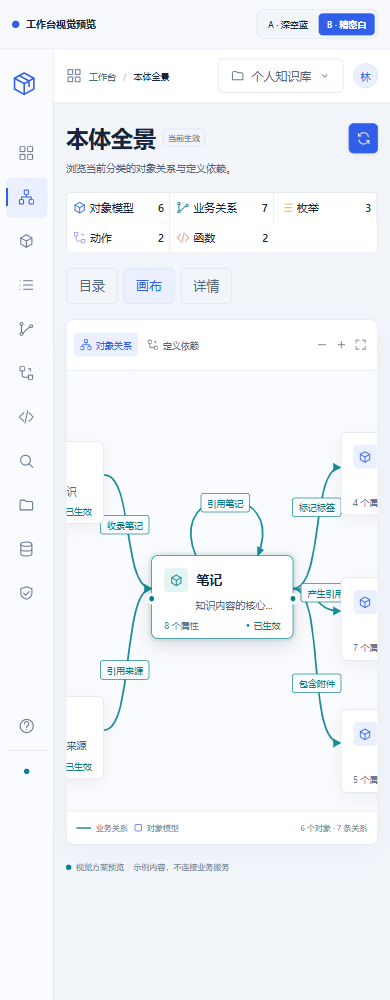 工作台视觉预览
A · 深空蓝
B · 精密白
工作台 / 本体全景
个人知识库
林
本体全景
当前生效
浏览当前分类的对象关系与定义依赖。
对象模型 6
业务关系 7
枚举 3
动作 2
函数 2
目录
画布
详情
对象关系
定义依赖
识
已生效
收录笔记
引用笔记
标记标签
4 个属
笔记
知识内容的核心...
8 个属性
• 已生效
产生引用
7 个属
引用来源
包含附件
来源
已生效
5 个属
业务关系
对象模型
6 个对象 · 7 条关系
视觉方案预览 / 示例内容，不连接业务服务